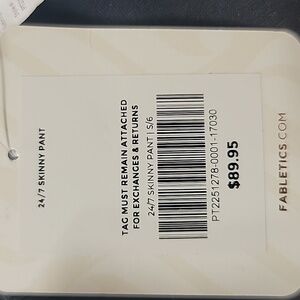 24/7 SKINNY PANT
TAG MUST REMAIN ATTACHED
FOR EXCHANGES & RETURNS
24/7 SKINNY PANT | S/6
PT2251278-0001-17030
$89.95
FABLETICS.COM